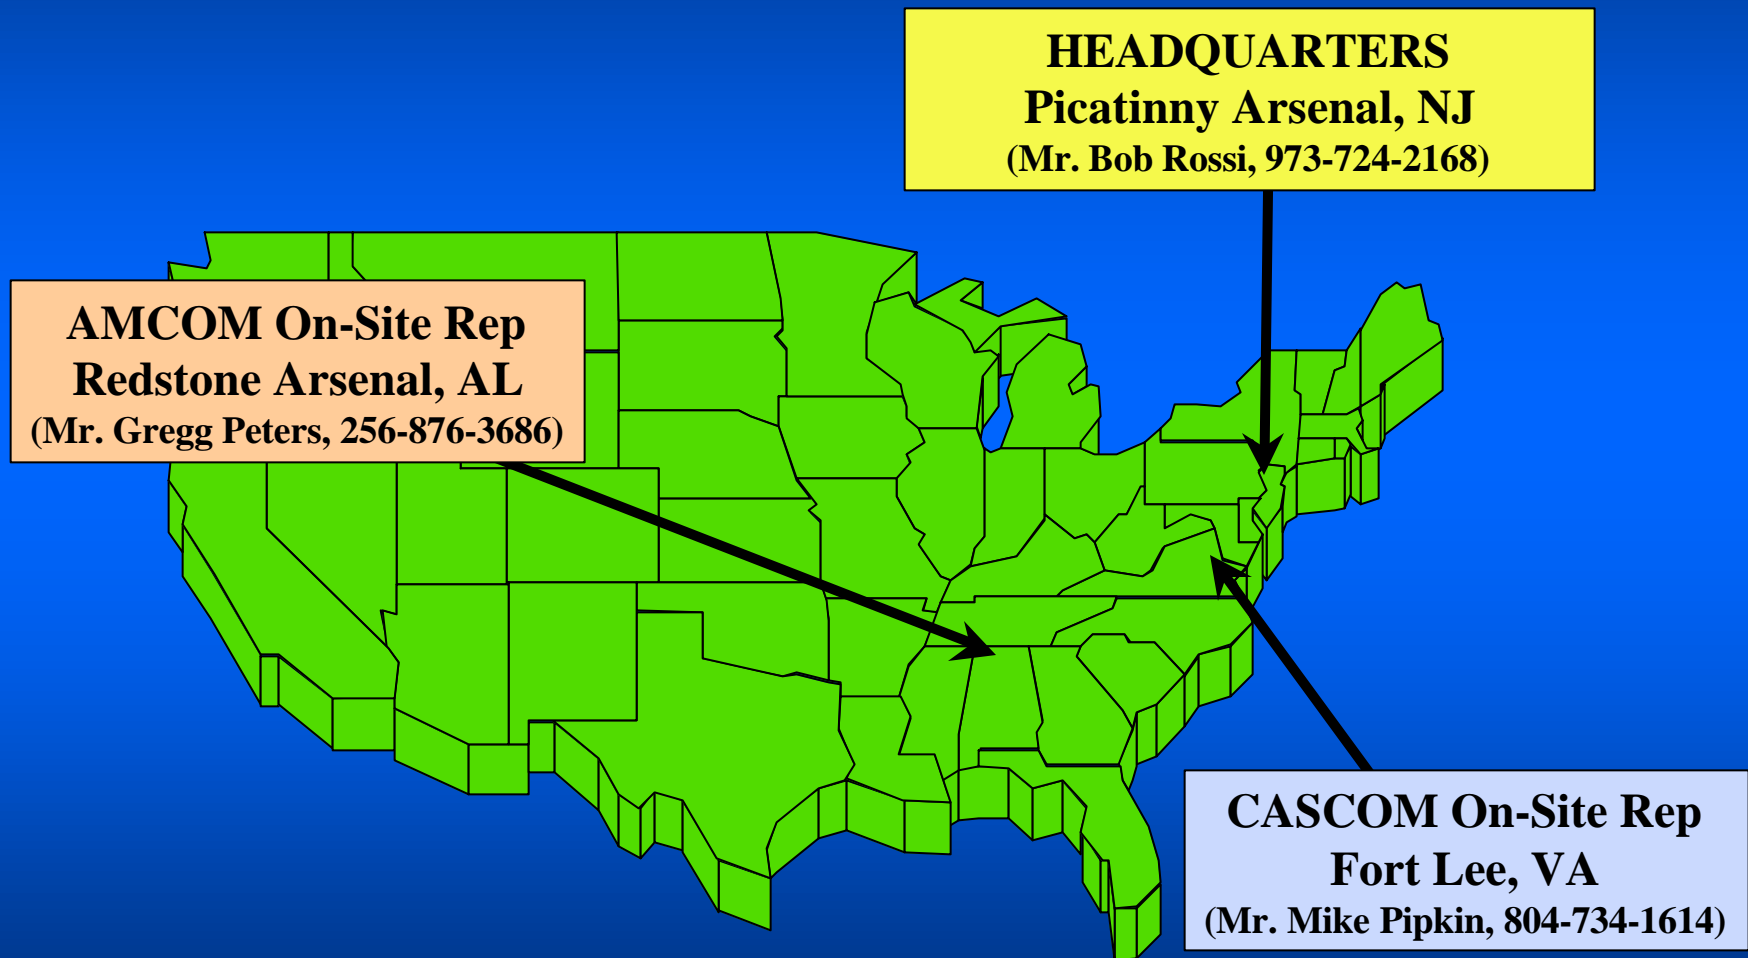 HEADQUARTERS
Picatinny Arsenal, NJ
(Mr. Bob Rossi, 973-724-2168)
AMCOM On-Site Rep
Redstone Arsenal, AL
(Mr. Gregg Peters, 256-876-3686)
CASCOM On-Site Rep
Fort Lee, VA
(Mr. Mike Pipkin, 804-734-1614)